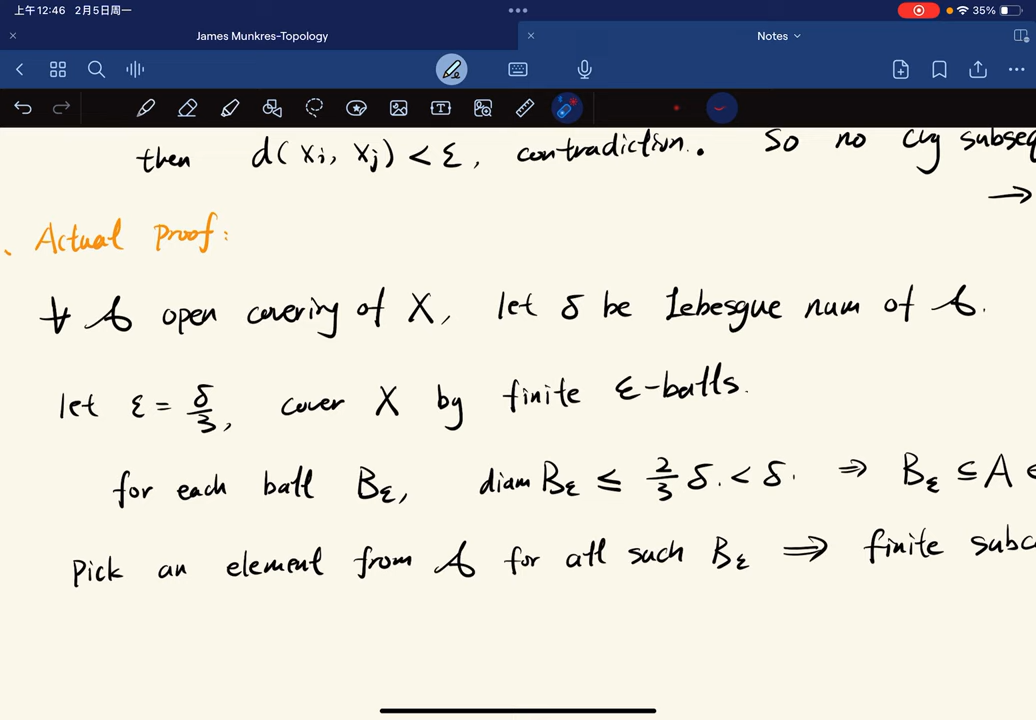 上午12:46 2月5日周一
35%
James Munkres-Topology
Notes
then d(xi, xj) < ε, contradiction. So no cvg subseq
→
Actual Proof:
∀ 𝒜 open covering of X, let δ be Lebesgue num of 𝒜.
let ε = δ/3, cover X by finite ε-balls.
for each ball Bε, diam Bε ≤ 2/3 δ. < δ. ⇒ Bε ⊆ A ∈
Pick an element from 𝒜 for all such Bε ⇒ finite subc